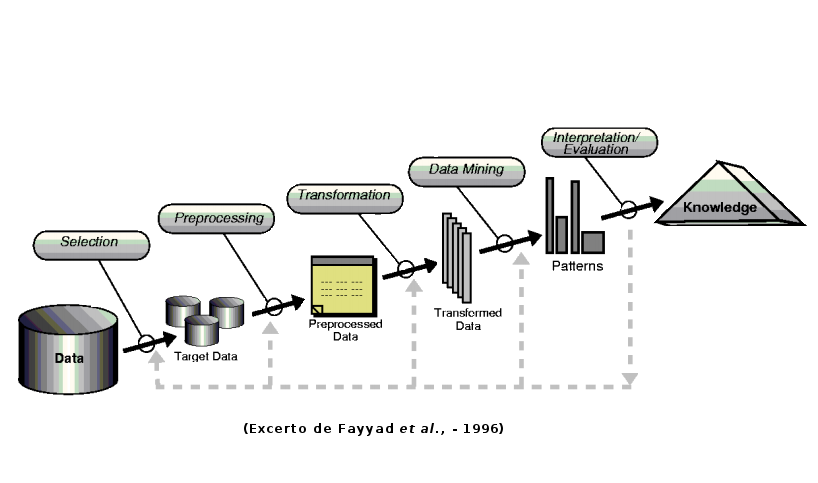 Interpretation/
Evaluation
Data Mining
Transformation
Preprocessing
Selection
Knowledge
Patterns
Transformed
Data
Preprocessed
Data
Target Data
Data
(Excerto de Fayyad et al., - 1996)